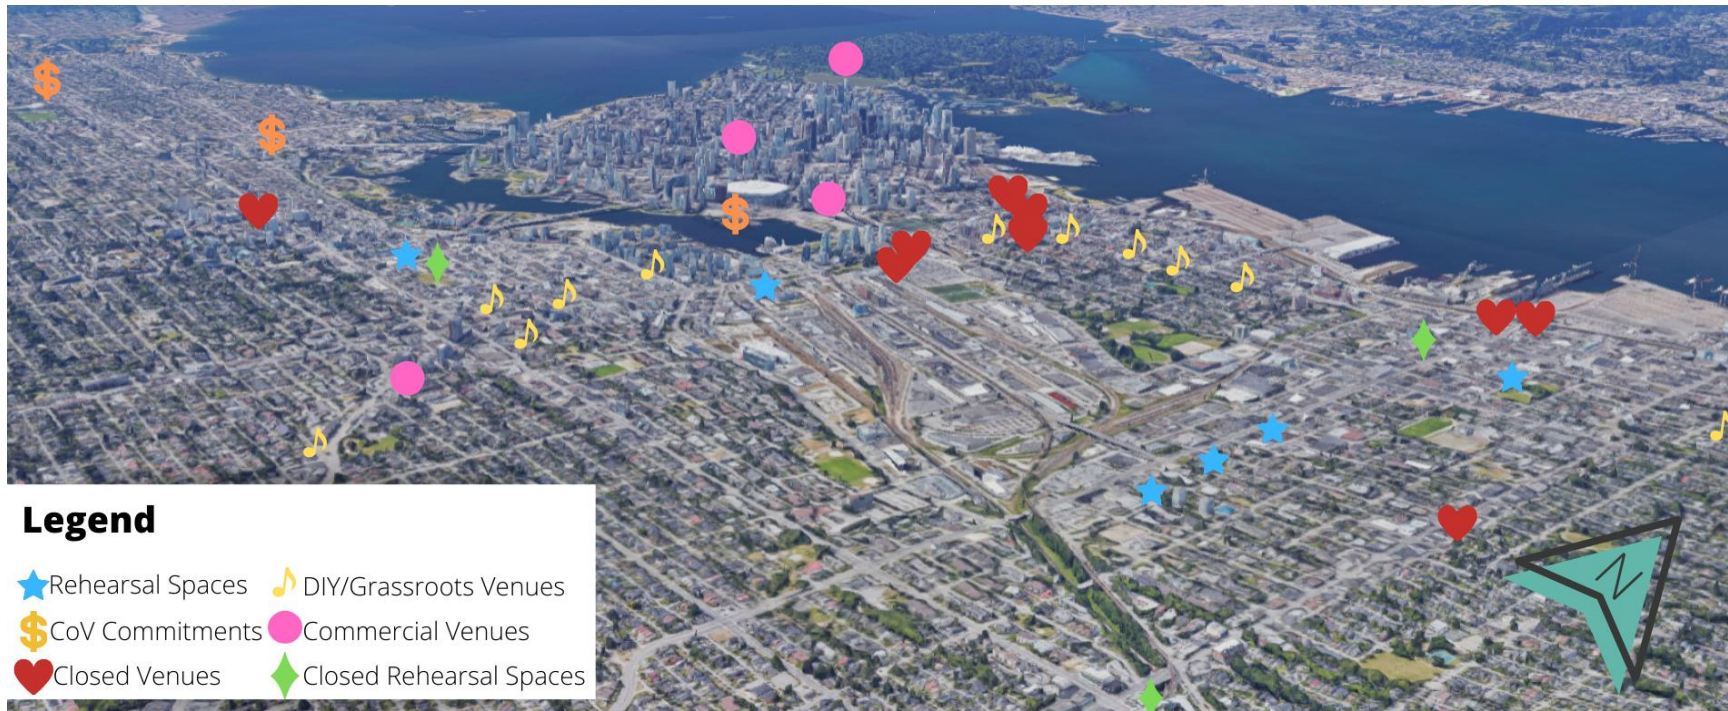 Legend
Rehearsal Spaces
DIY/Grassroots Venues
$
CoV Commitments
Commercial Venues
Closed Venues
Closed Rehearsal Spaces
$
$
$
N